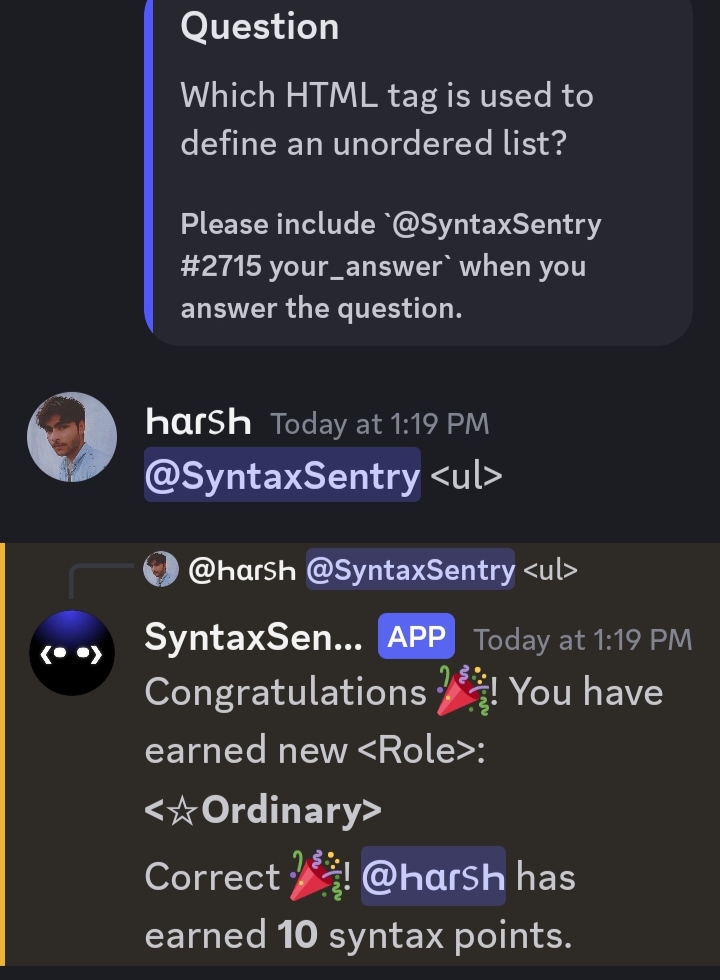 Question
Which HTML tag is used to
define an unordered list?
Please include `@SyntaxSentry
#2715 your_answer` when you
answer the question.
harsh Today at 1:19 PM
@SyntaxSentry <ul>
@harsh @SyntaxSentry <ul>
SyntaxSen... APP Today at 1:19 PM
Congratulations 🎉! You have
earned new <Role>:
<☆Ordinary>
Correct 🎉! @harsh has
earned 10 syntax points.